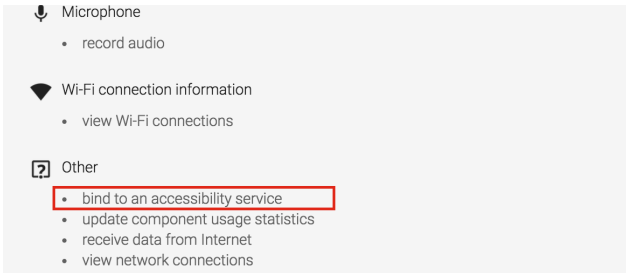 Microphone
• record audio
Wi-Fi connection information
• view Wi-Fi connections
Other
• bind to an accessibility service
• update component usage statistics
• receive data from Internet
• view network connections